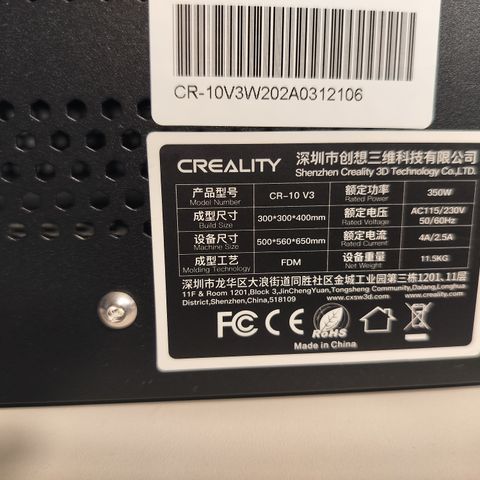 CR-10V3W202A0312106
CREALITY 深圳市创想三维科技有限公司
Shenzhen Creality 3D Technology Co.,LTD.
产品型号 CR-10 V3 额定功率 350W
Model Number Rated Power
成型尺寸 300*300*400mm 额定电压 AC115/230V
Build Size Rated Voltage 50/60Hz
设备尺寸 500*560*650mm 额定电流 4A/2.5A
Machine Size Rated Current
成型工艺 FDM 设备重量 11.5KG
Molding Technology Net Weight
深圳市龙华区大浪街道同胜社区金城工业园第三栋1201,11层
11F & Room 1201,Block 3,JinChengYuan,Tongsheng Community,Dalang,Longhua
District,Shenzhen,China,518109 www.cxsw3d.com www.creality.com
FC CE RoHS
Made in China